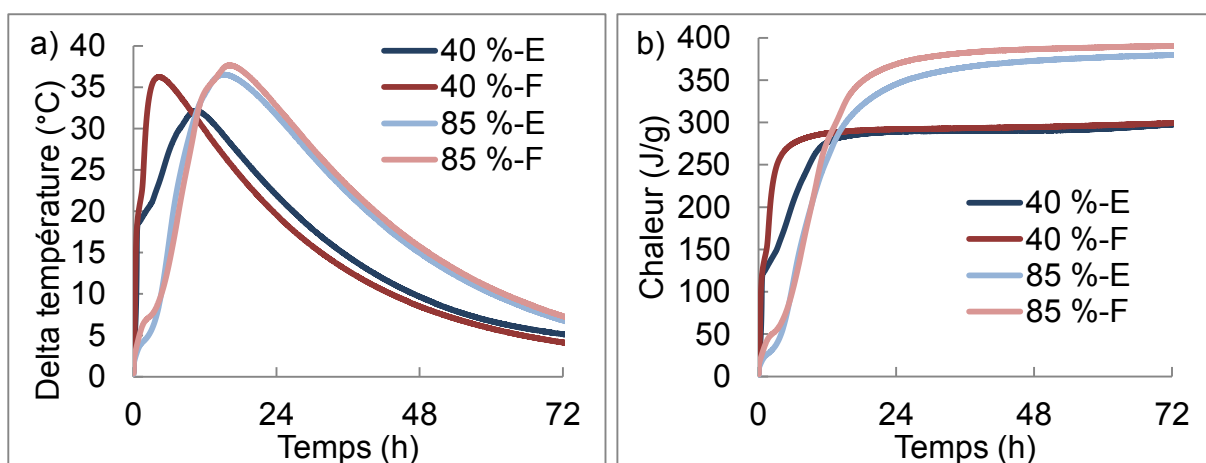 a)
Delta température (°C)
40
35
30
25
20
15
10
5
0
40 %-E
40 %-F
85 %-E
85 %-F
0 24 48 72
Temps (h)
b)
Chaleur (J/g)
400
350
300
250
200
150
100
50
0
40 %-E
40 %-F
85 %-E
85 %-F
0 24 48 72
Temps (h)